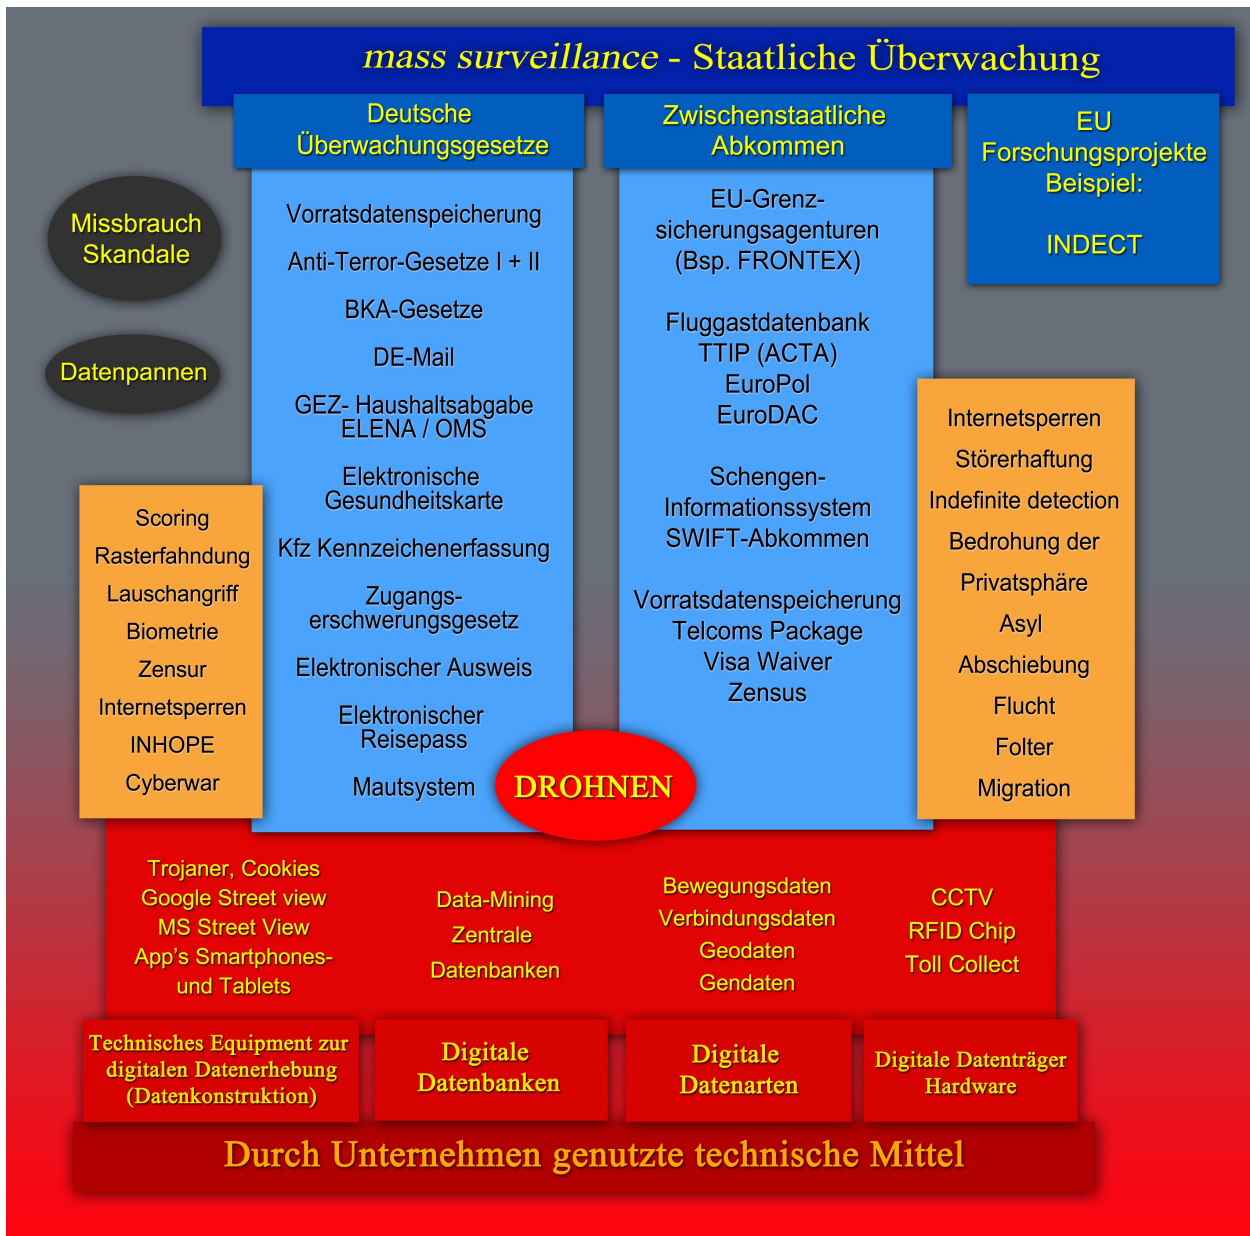 mass surveillance - Staatliche Überwachung
Deutsche
Überwachungsgesetze
Zwischenstaatliche
Abkommen
EU
Forschungsprojekte
Beispiel:
INDECT
Missbrauch
Skandale
Datenpannen
Vorratsdatenspeicherung
Anti-Terror-Gesetze I + II
BKA-Gesetze
DE-Mail
GEZ- Haushaltsabgabe
ELENA / OMS
Elektronische
Gesundheitskarte
Kfz Kennzeichenerfassung
Zugangs-
erschwerungsgesetz
Elektronischer Ausweis
Elektronischer
Reisepass
Mautsystem
EU-Grenz-
sicherungsagenturen
(Bsp. FRONTEX)
Fluggastdatenbank
TTIP (ACTA)
EuroPol
EuroDAC
Schengen-
Informationssystem
SWIFT-Abkommen
Vorratsdatenspeicherung
Telcoms Package
Visa Waiver
Zensus
Scoring
Rasterfahndung
Lauschangriff
Biometrie
Zensur
Internetsperren
INHOPE
Cyberwar
Internetsperren
Störerhaftung
Indefinite detection
Bedrohung der
Privatsphäre
Asyl
Abschiebung
Flucht
Folter
Migration
DROHNEN
Trojaner, Cookies
Google Street view
MS Street View
App's Smartphones-
und Tablets
Data-Mining
Zentrale
Datenbanken
Bewegungsdaten
Verbindungsdaten
Geodaten
Gendaten
CCTV
RFID Chip
Toll Collect
Technisches Equipment zur
digitalen Datenerhebung
(Datenkonstruktion)
Digitale
Datenbanken
Digitale
Datenarten
Digitale Datenträger
Hardware
Durch Unternehmen genutzte technische Mittel